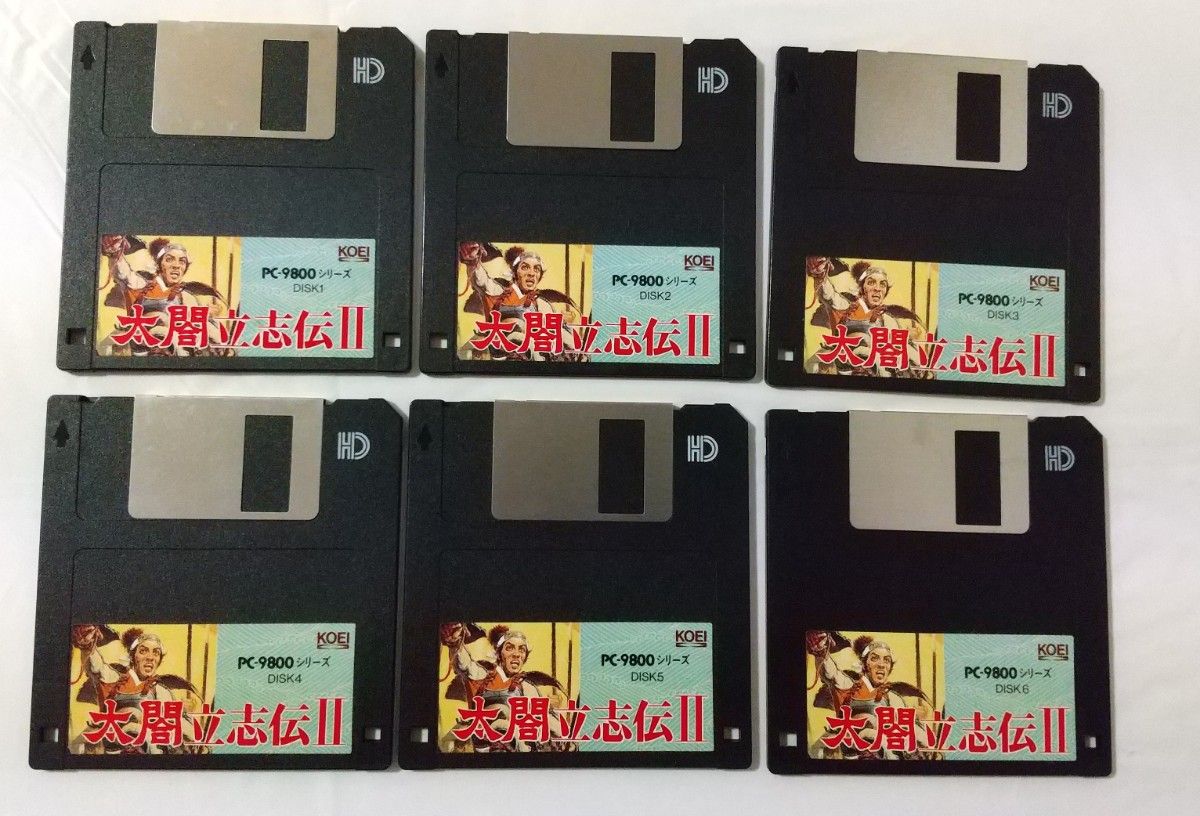 HD
KOEI
PC-9800シリーズ
DISK1
太閤立志伝II
HD
KOEI
PC-9800シリーズ
DISK2
太閤立志伝II
HD
KOEI
PC-9800シリーズ
DISK3
太閤立志伝II
HD
KOEI
PC-9800シリーズ
DISK4
太閤立志伝II
HD
KOEI
PC-9800シリーズ
DISK5
太閤立志伝II
HD
KOEI
PC-9800シリーズ
DISK6
太閤立志伝II